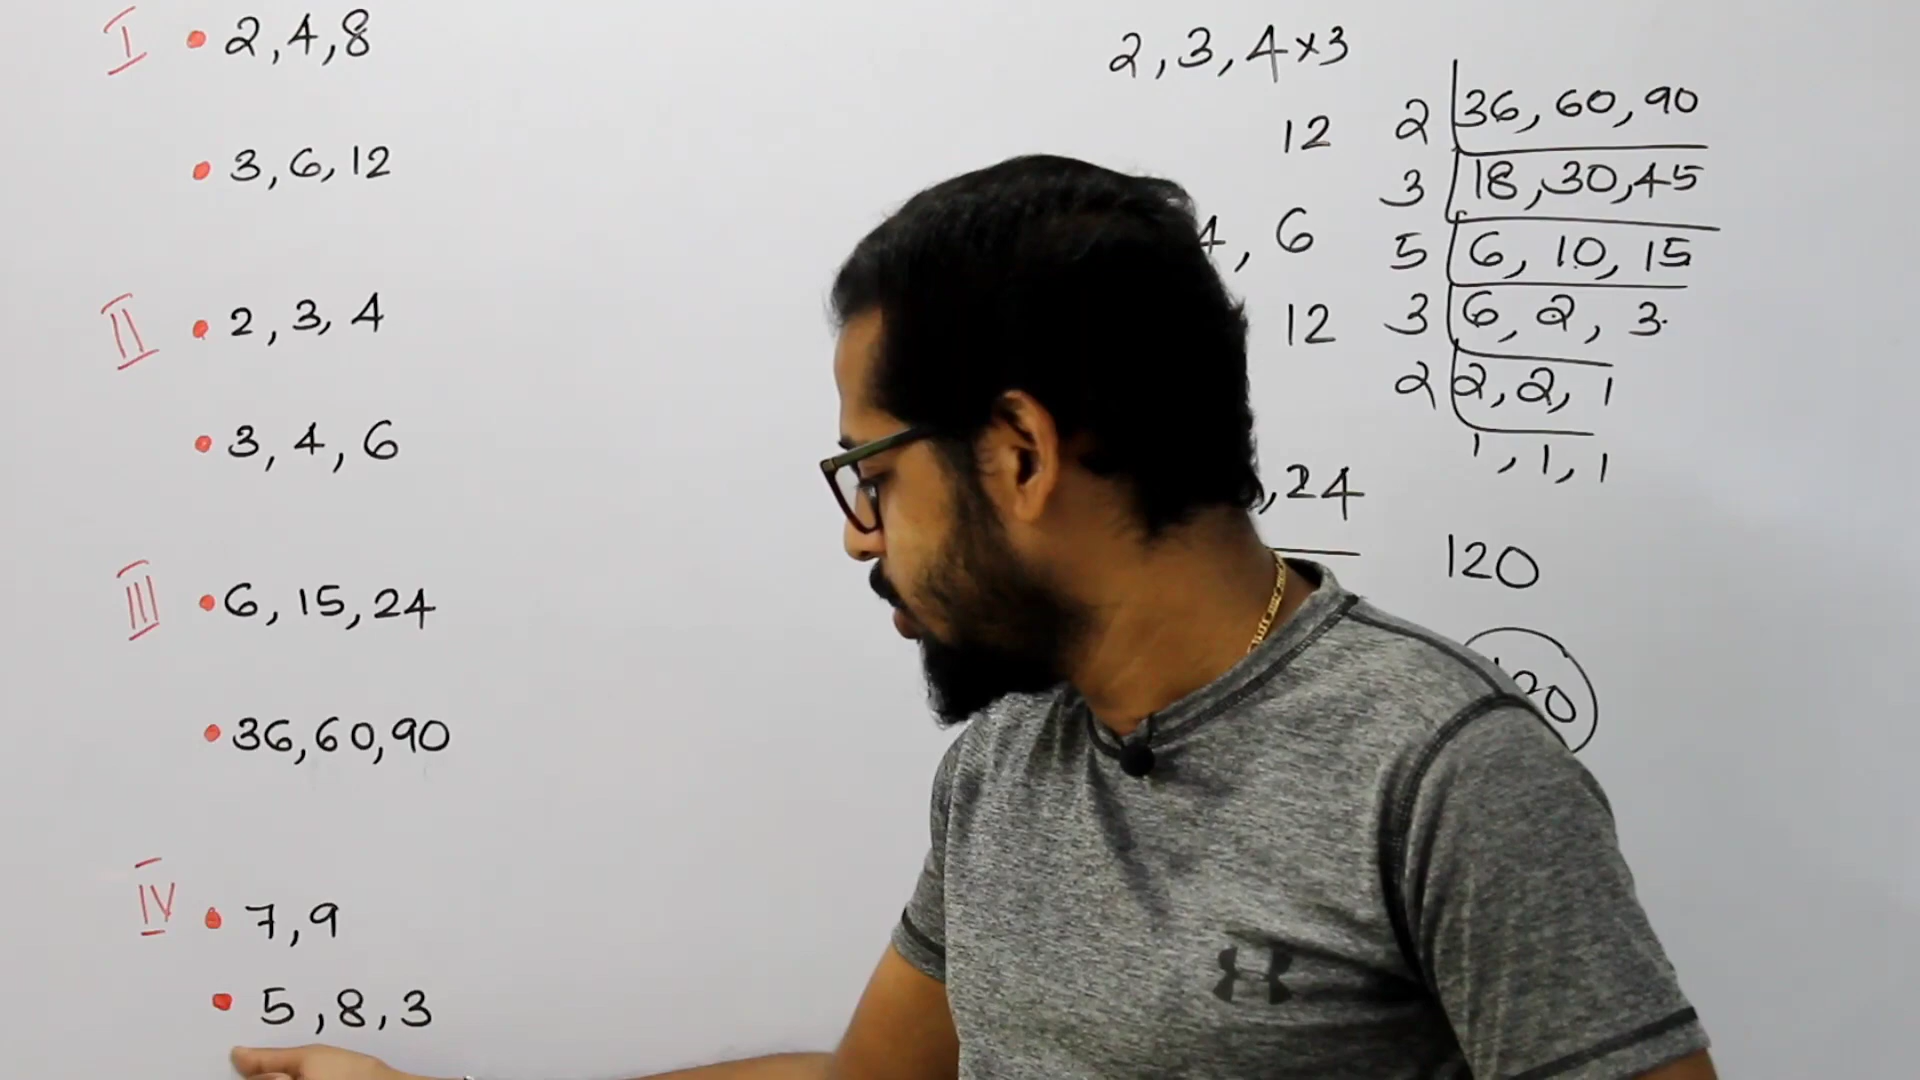 I • 2, 4, 8
• 3, 6, 12
II • 2, 3, 4
• 3, 4, 6
III • 6, 15, 24
• 36, 60, 90
IV • 7, 9
• 5, 8, 3
2, 3, 4 × 3
12
4, 6
12
, 24
2 | 36, 60, 90
3 | 18, 30, 45
5 | 6, 10, 15
3 | 6, 2, 3
2 | 2, 2, 1
1, 1, 1
120